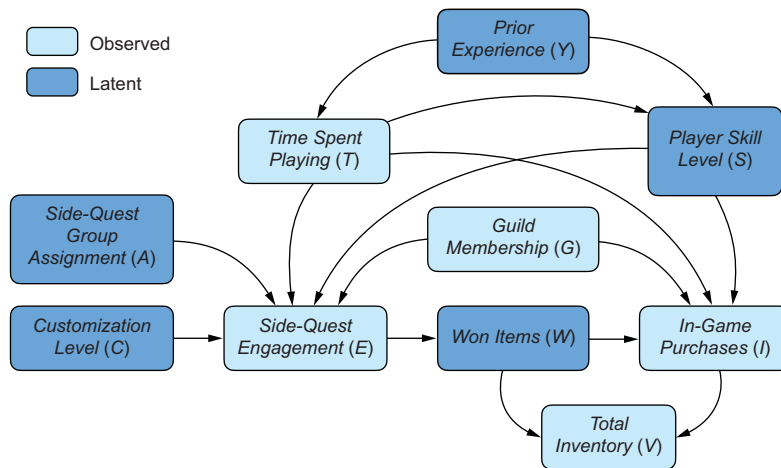 Observed
Latent
Prior
Experience (Y)
Time Spent
Playing (T)
Player Skill
Level (S)
Side-Quest
Group
Assignment (A)
Guild
Membership (G)
Customization
Level (C)
Side-Quest
Engagement (E)
Won Items (W)
In-Game
Purchases (I)
Total
Inventory (V)